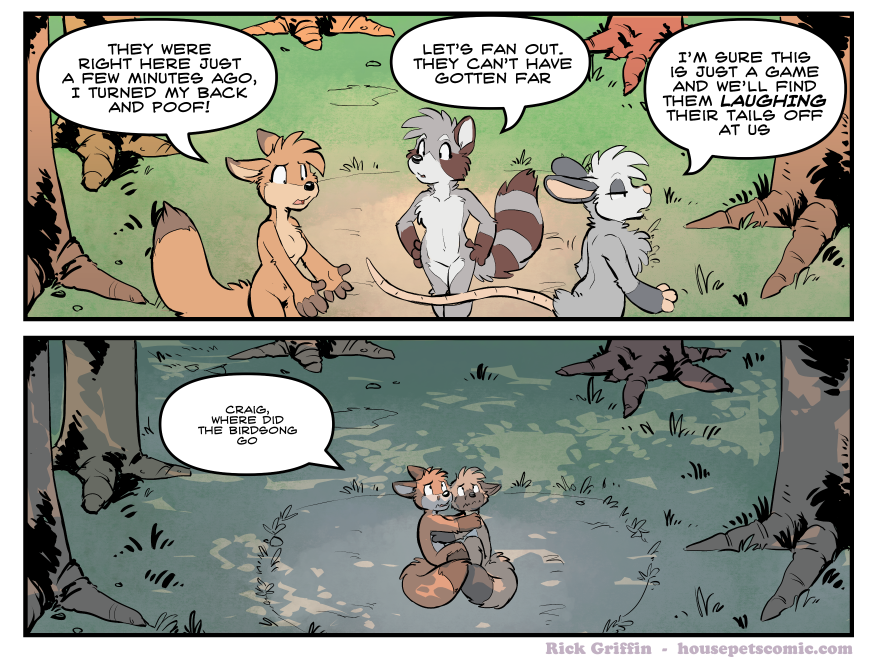 THEY WERE
RIGHT HERE JUST
A FEW MINUTES AGO,
I TURNED MY BACK
AND POOF!
LET'S FAN OUT.
THEY CAN'T HAVE
GOTTEN FAR
I'M SURE THIS
IS JUST A GAME
AND WE'LL FIND
THEM LAUGHING
THEIR TAILS OFF
AT US
CRAIG,
WHERE DID
THE BIRDSONG
GO
Rick Griffin - housepetscomic.com